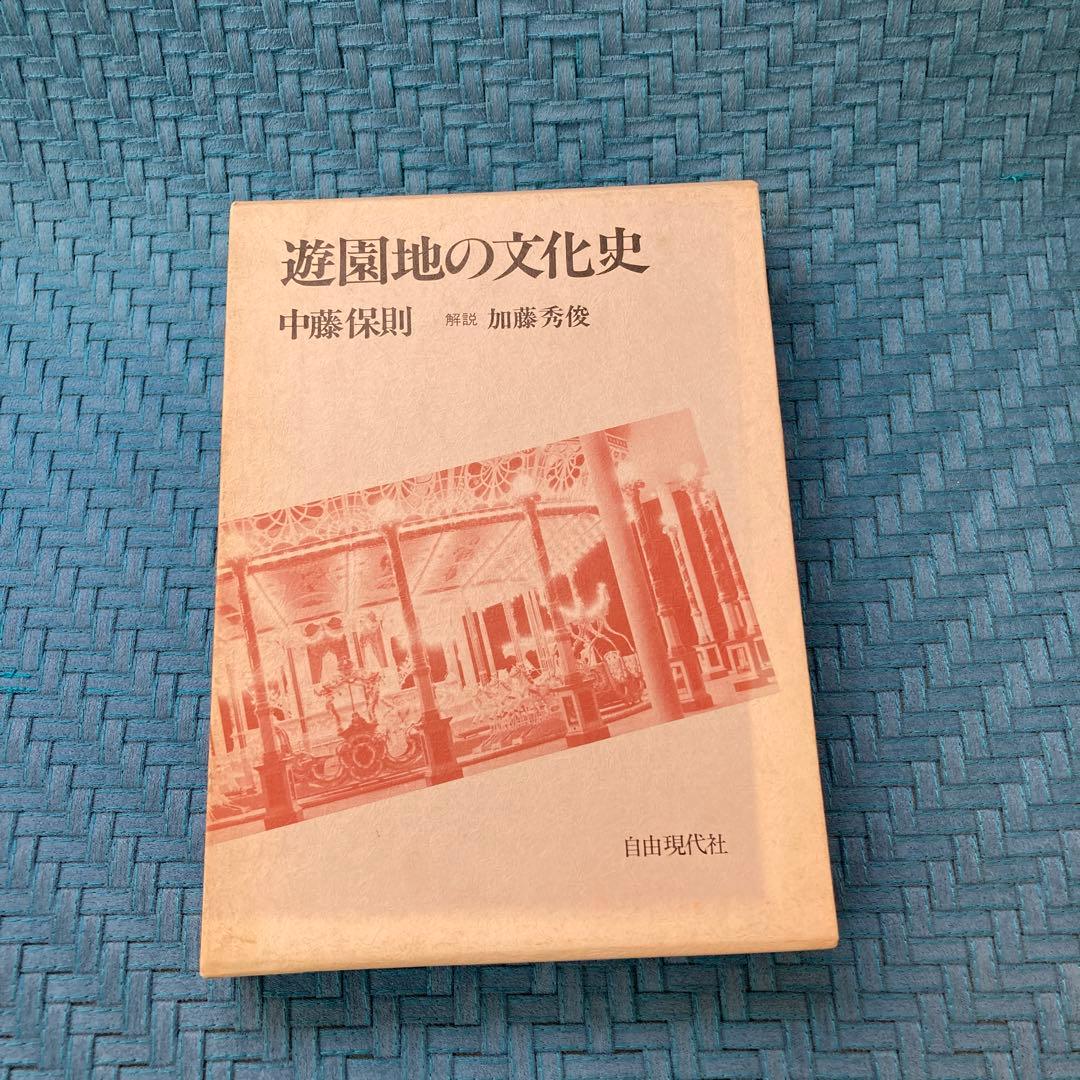 遊園地の文化史
中藤保則 解説 加藤秀俊
自由現代社